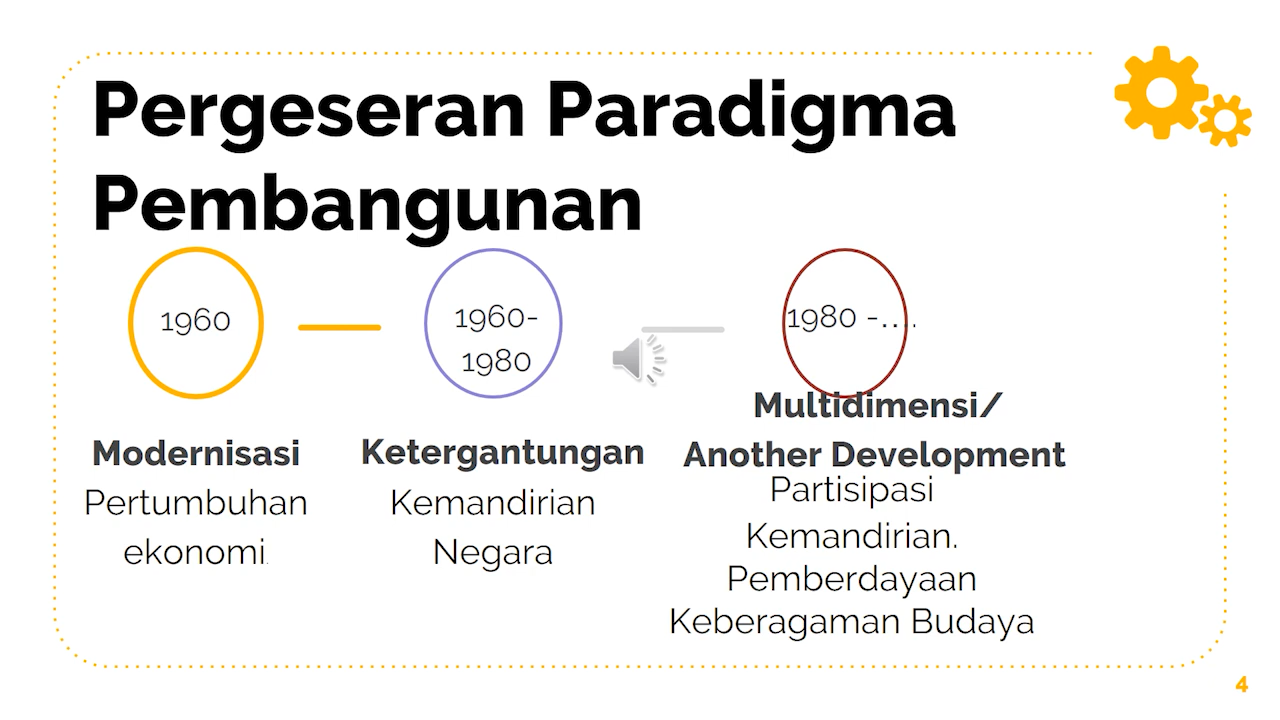 Pergeseran Paradigma
Pembangunan
1960
Modernisasi
Pertumbuhan
ekonomi.
1960-
1980
Ketergantungan
Kemandirian
Negara
1980 -....
Multidimensi/
Another Development
Partisipasi
Kemandirian.
Pemberdayaan
Keberagaman Budaya
4